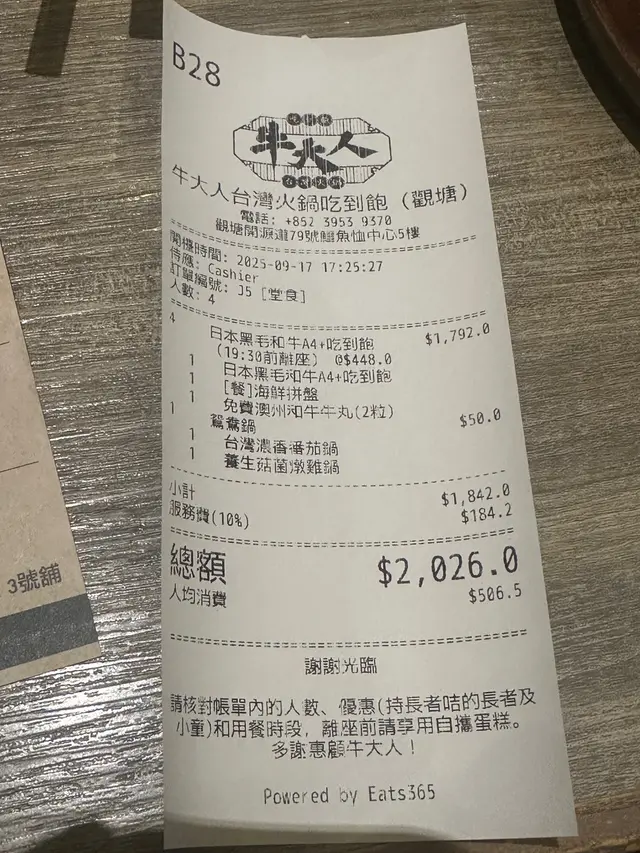 B28
牛大人
台灣火鍋
牛大人台灣火鍋吃到飽 (觀塘)
電話: +852 3953 9370
觀塘開源道79號鱷魚恤中心5樓
開檯時間: 2025-09-17 17:25:27
侍應: Cashier
訂單編號: J5 [堂食]
人數: 4
4 日本黑毛和牛A4+吃到飽 $1,792.0
(19:30前離座) @$448.0
1 日本黑毛和牛A4+吃到飽
1 [餐]海鮮拼盤
1 免費澳州和牛牛丸(2粒)
1 鴛鴦鍋 $50.0
1 台灣濃香番茄鍋
1 養生菇菌燉雞鍋
小計 $1,842.0
服務費(10%) $184.2
總額 $2,026.0
人均消費 $506.5
謝謝光臨
請核對帳單內的人數、優惠(持長者咭的長者及
小童)和用餐時段, 離座前請享用自攜蛋糕。
多謝惠顧牛大人!
Powered by Eats365
3號舖